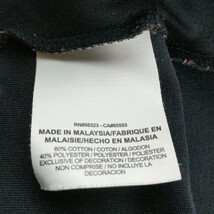 RN#56323 - CA#05553
MADE IN MALAYSIA/FABRIQUE EN
MALAISIE/HECHO EN MALASIA
60% COTTON / COTON / ALGODON
40% POLYESTER / POLYESTER / POLIESTER
EXCLUSIVE OF DECORATION / DECORATION
NON COMPRISE / NO INCLUYE LA
DECORACION